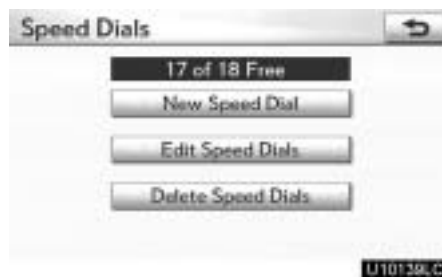 Speed Dials
17 of 18 Free
New Speed Dial
Edit Speed Dials
Delete Speed Dials
U10139LC